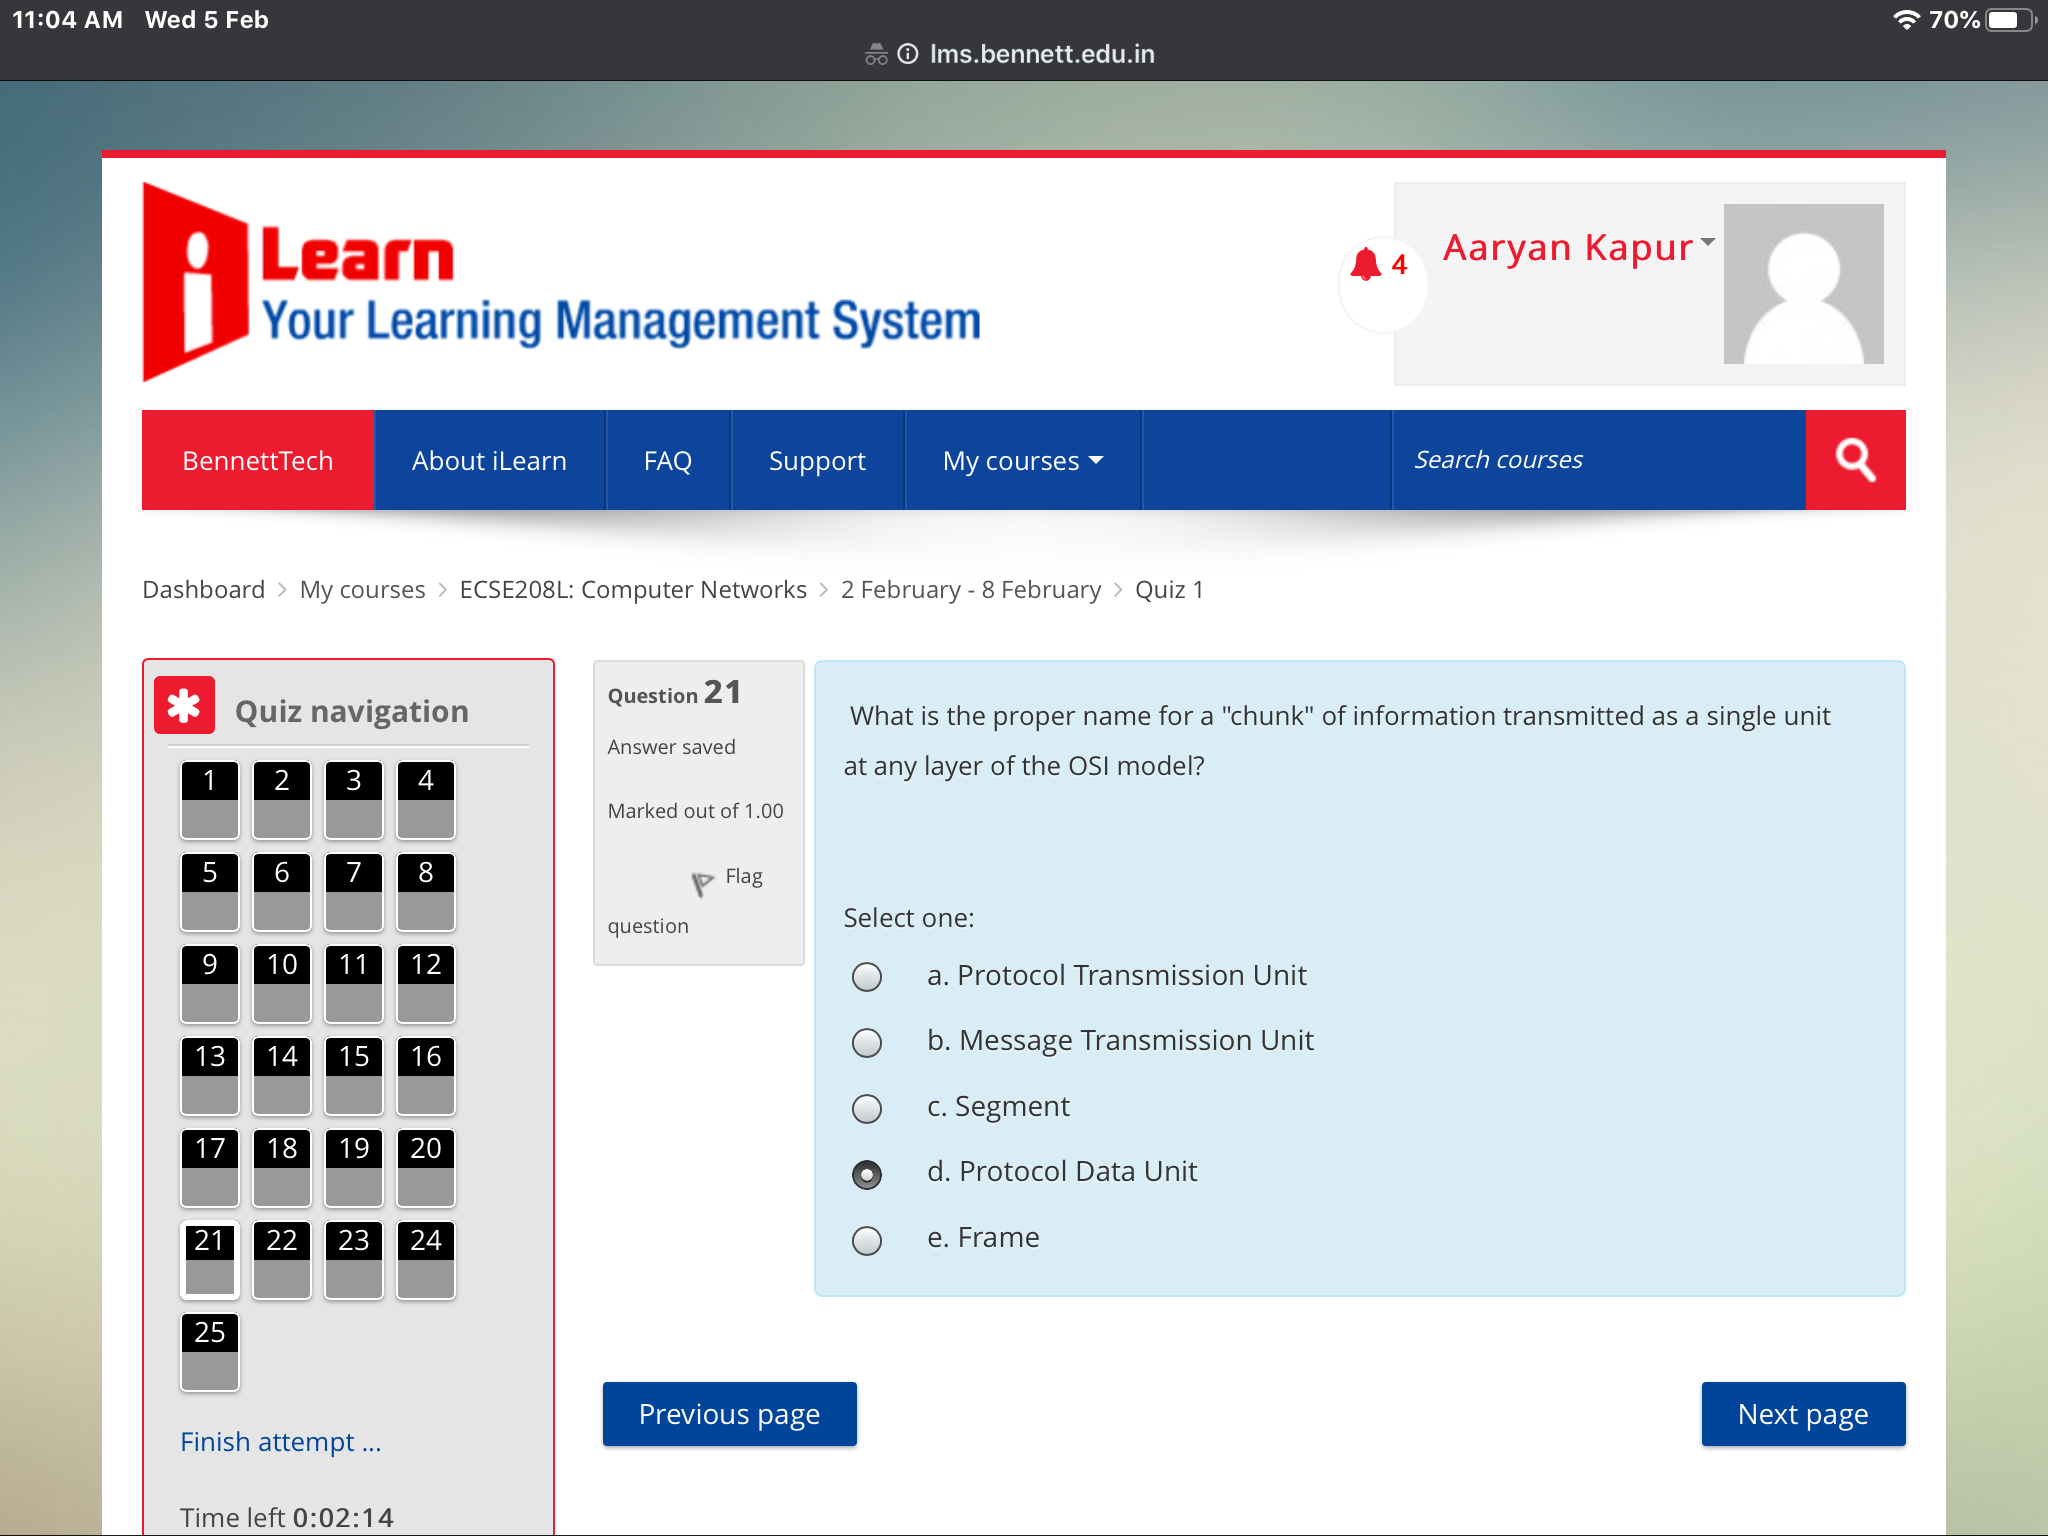 11:04 AM Wed 5 Feb
70%
lms.bennett.edu.in
i Learn
Your Learning Management System
4
Aaryan Kapur
BennettTech About iLearn FAQ Support My courses Search courses
Dashboard > My courses > ECSE208L: Computer Networks > 2 February - 8 February > Quiz 1
Quiz navigation
1 2 3 4
5 6 7 8
9 10 11 12
13 14 15 16
17 18 19 20
21 22 23 24
25
Finish attempt ...
Time left 0:02:14
Question 21
Answer saved
Marked out of 1.00
Flag
question
What is the proper name for a "chunk" of information transmitted as a single unit
at any layer of the OSI model?
Select one:
a. Protocol Transmission Unit
b. Message Transmission Unit
c. Segment
d. Protocol Data Unit
e. Frame
Previous page
Next page